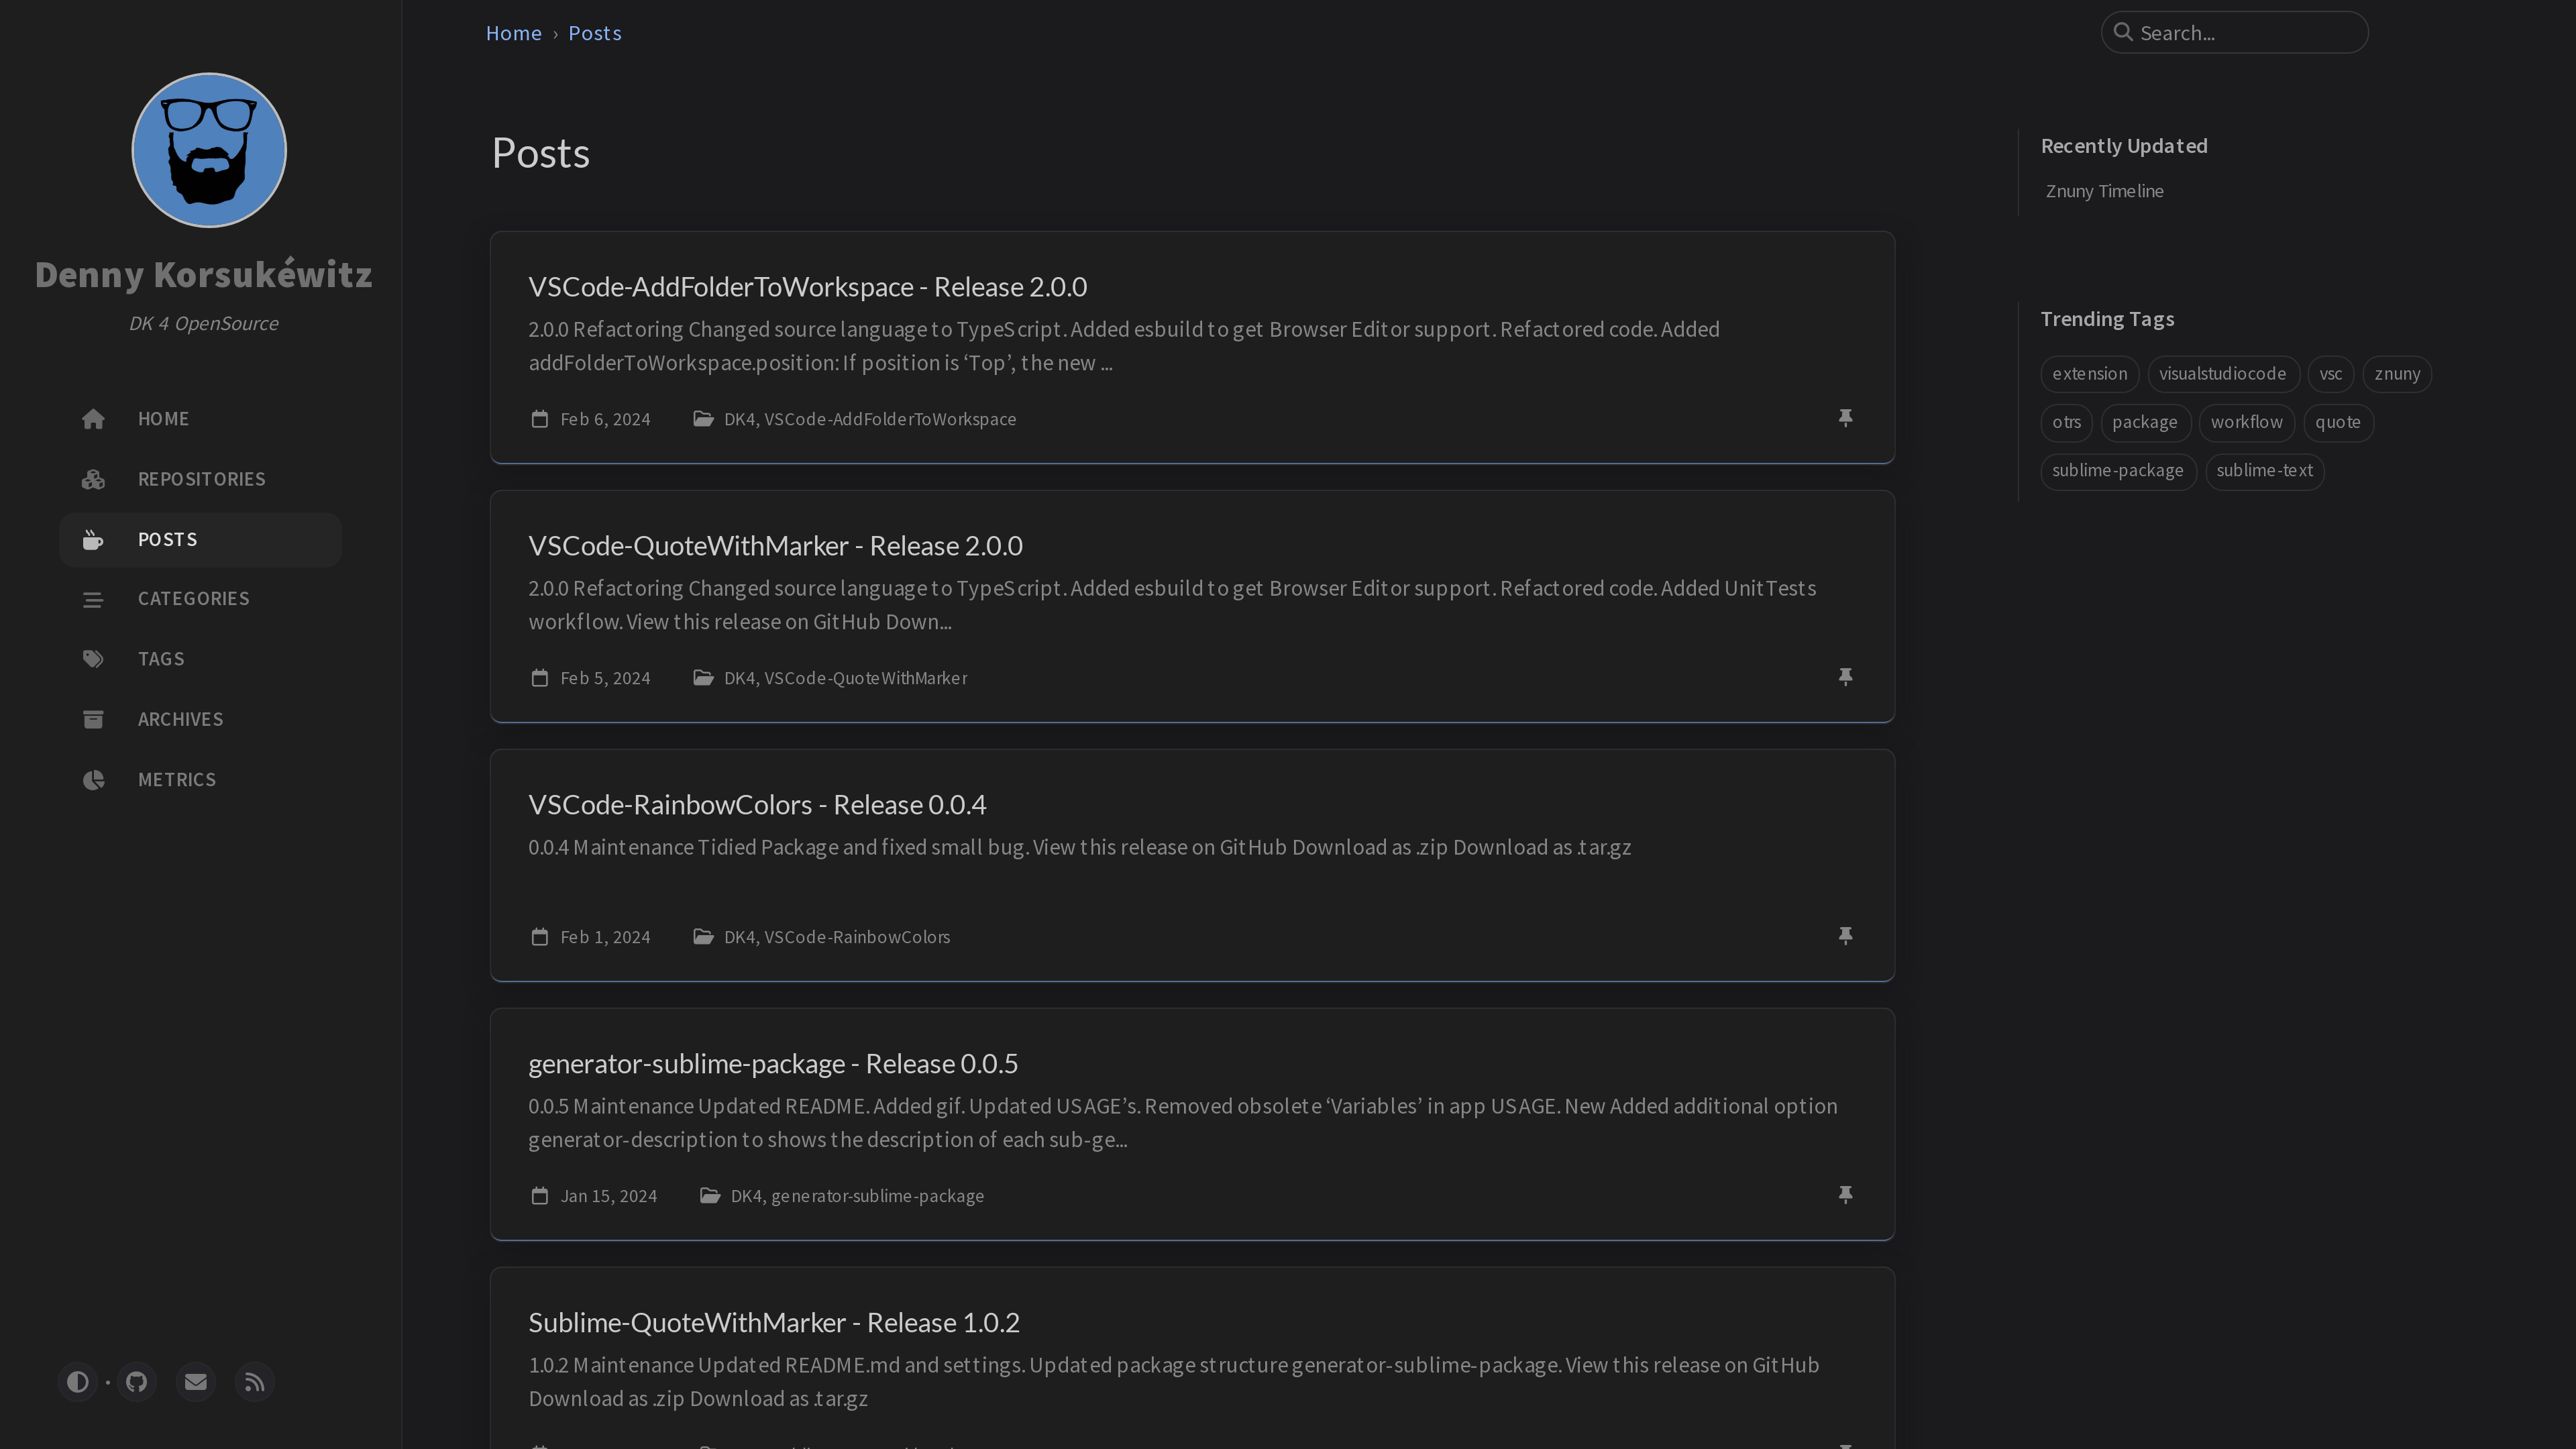 Denny Korsukéwitz
DK 4 OpenSource
HOME
REPOSITORIES
POSTS
CATEGORIES
TAGS
ARCHIVES
METRICS
Home › Posts
Search...
Posts
VSCode-AddFolderToWorkspace - Release 2.0.0
2.0.0 Refactoring Changed source language to TypeScript. Added esbuild to get Browser Editor support. Refactored code. Added
addFolderToWorkspace.position: If position is ‘Top’, the new ...
Feb 6, 2024 DK4, VSCode-AddFolderToWorkspace
VSCode-QuoteWithMarker - Release 2.0.0
2.0.0 Refactoring Changed source language to TypeScript. Added esbuild to get Browser Editor support. Refactored code. Added UnitTests
workflow. View this release on GitHub Down...
Feb 5, 2024 DK4, VSCode-QuoteWithMarker
VSCode-RainbowColors - Release 0.0.4
0.0.4 Maintenance Tidied Package and fixed small bug. View this release on GitHub Download as .zip Download as .tar.gz
Feb 1, 2024 DK4, VSCode-RainbowColors
generator-sublime-package - Release 0.0.5
0.0.5 Maintenance Updated README. Added gif. Updated USAGE’s. Removed obsolete ‘Variables’ in app USAGE. New Added additional option
generator-description to shows the description of each sub-ge...
Jan 15, 2024 DK4, generator-sublime-package
Sublime-QuoteWithMarker - Release 1.0.2
1.0.2 Maintenance Updated README.md and settings. Updated package structure generator-sublime-package. View this release on GitHub
Download as .zip Download as .tar.gz
Recently Updated
Znuny Timeline
Trending Tags
extension visualstudiocode vsc znuny
otrs package workflow quote
sublime-package sublime-text